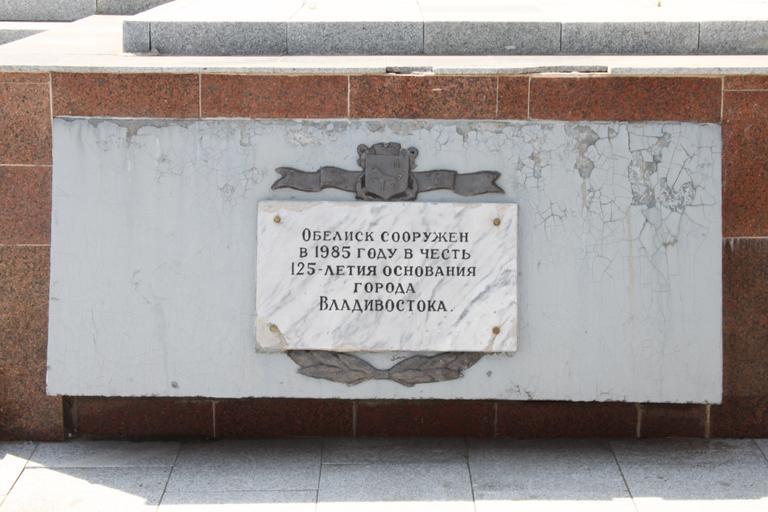 Обелиск сооружен
в 1985 году в честь
125-летия основания
города
Владивостока.